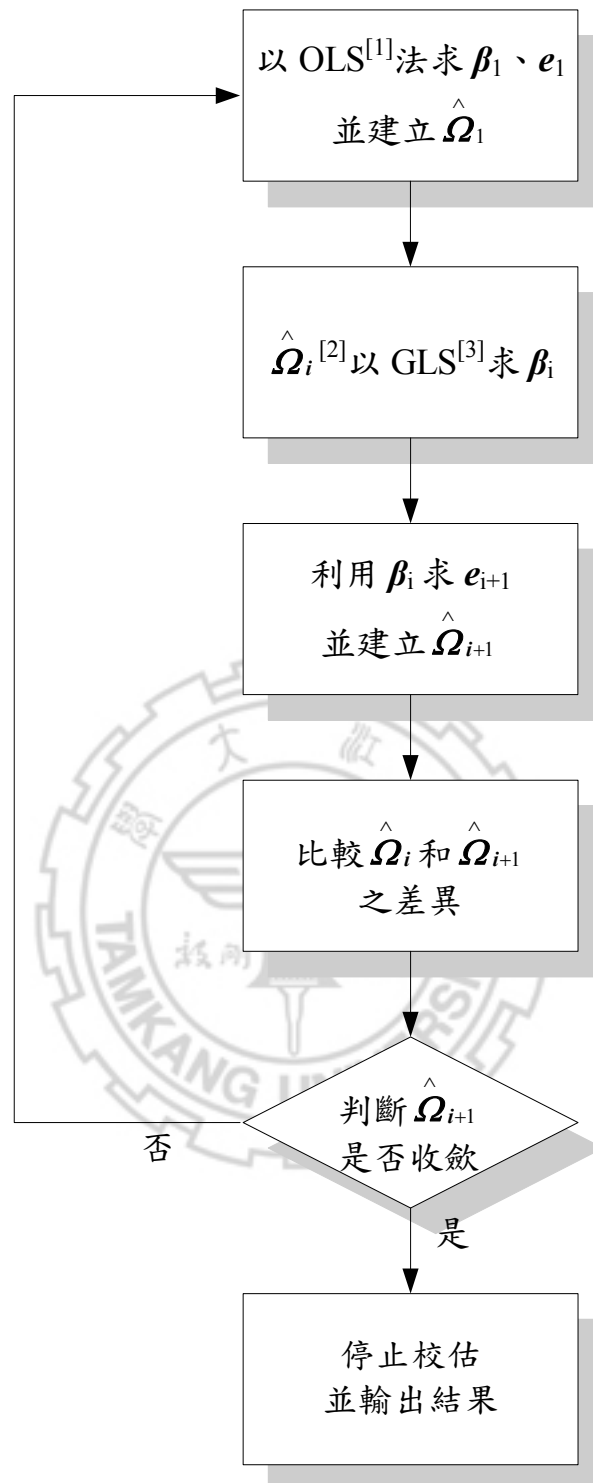 以 OLS[1]法求 β1、e1
並建立 Ω̂1
Ω̂i[2]以 GLS[3]求 βi
利用 βi 求 ei+1
並建立 Ω̂i+1
比較 Ω̂i 和 Ω̂i+1
之差異
判斷 Ω̂i+1
是否收歛
否
是
停止校估
並輸出結果
TAMKANG UNIVERSI